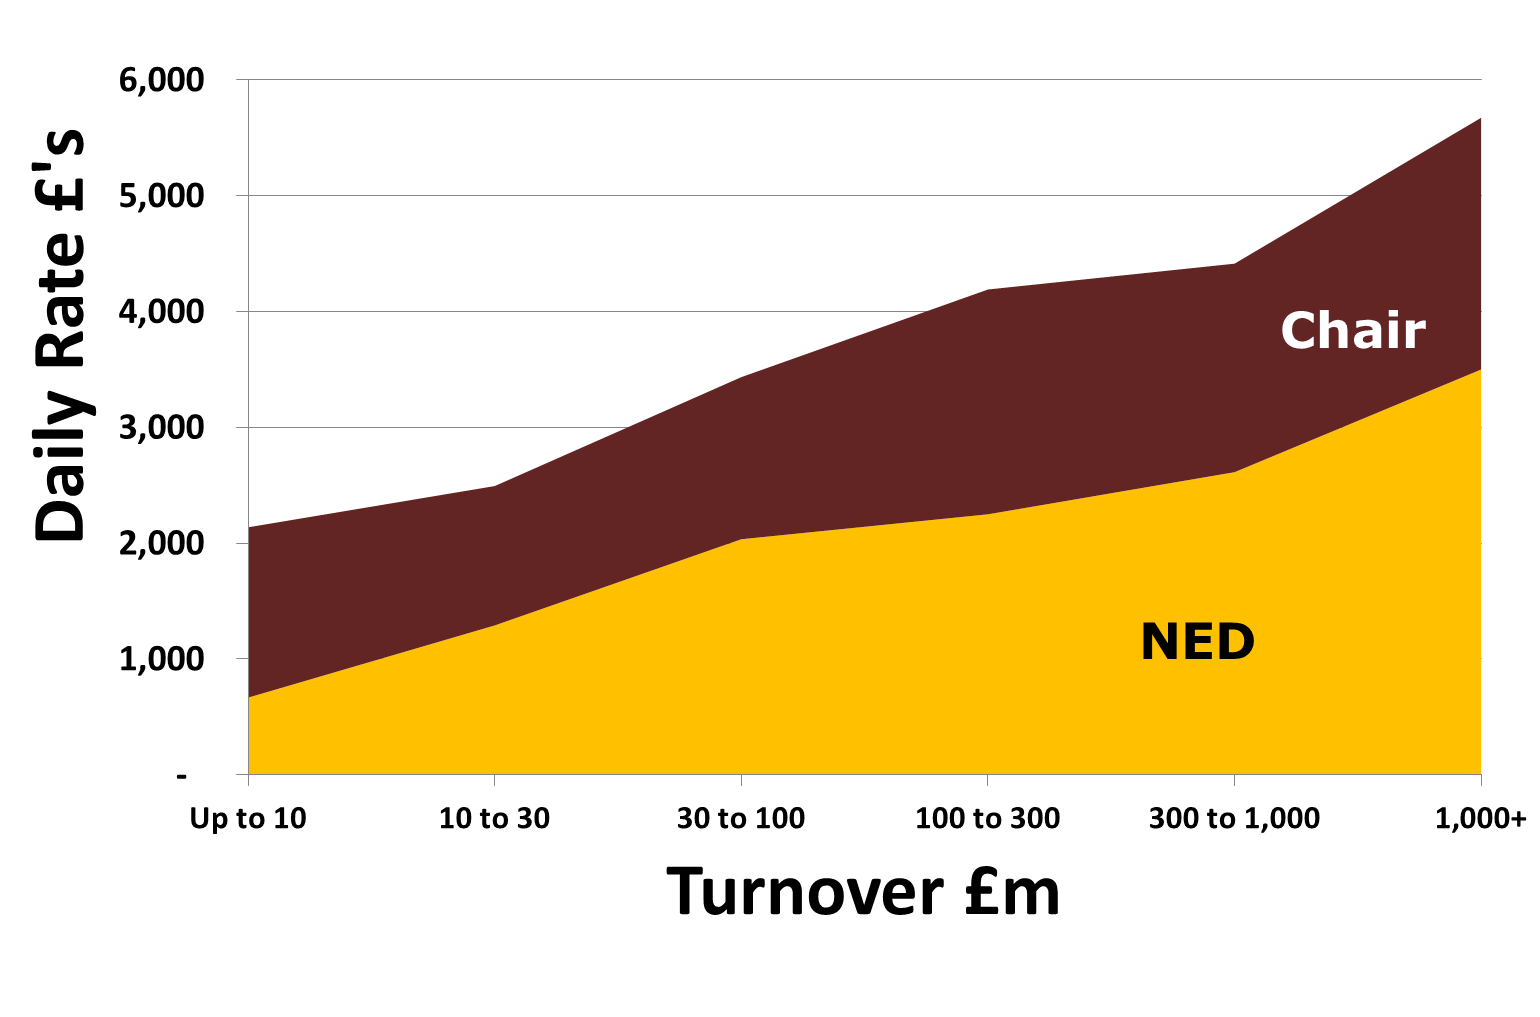 Daily Rate £'s
6,000
5,000
4,000
3,000
2,000
1,000
-
Chair
NED
Up to 10
10 to 30
30 to 100
100 to 300
300 to 1,000
1,000+
Turnover £m